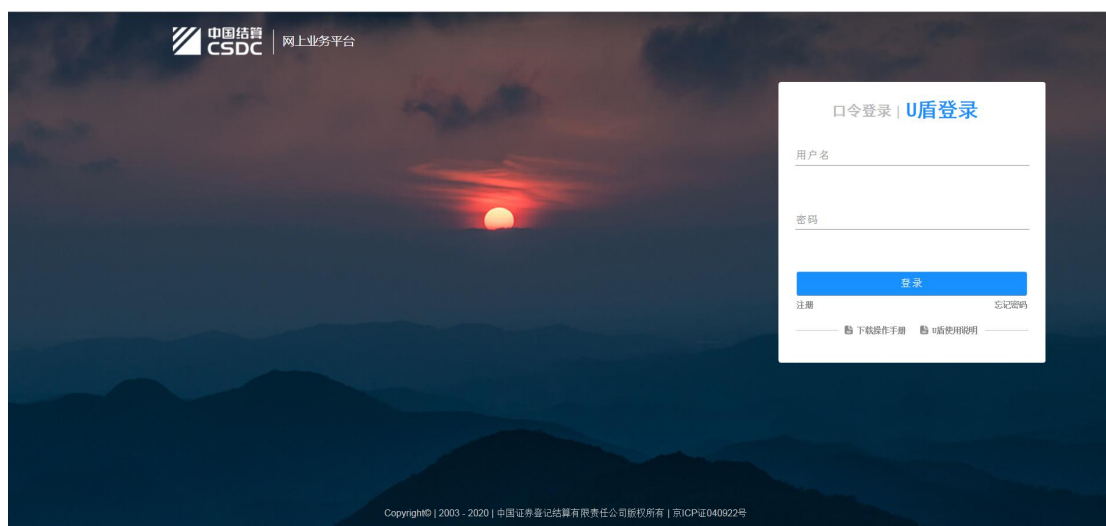 中国结算
CSDC
网上业务平台
口令登录 | U盾登录
用户名
密码
登录
注册 忘记密码
下载操作手册 U盾使用说明
Copyright© | 2003 - 2020 | 中国证券登记结算有限责任公司版权所有 | 京ICP证040922号